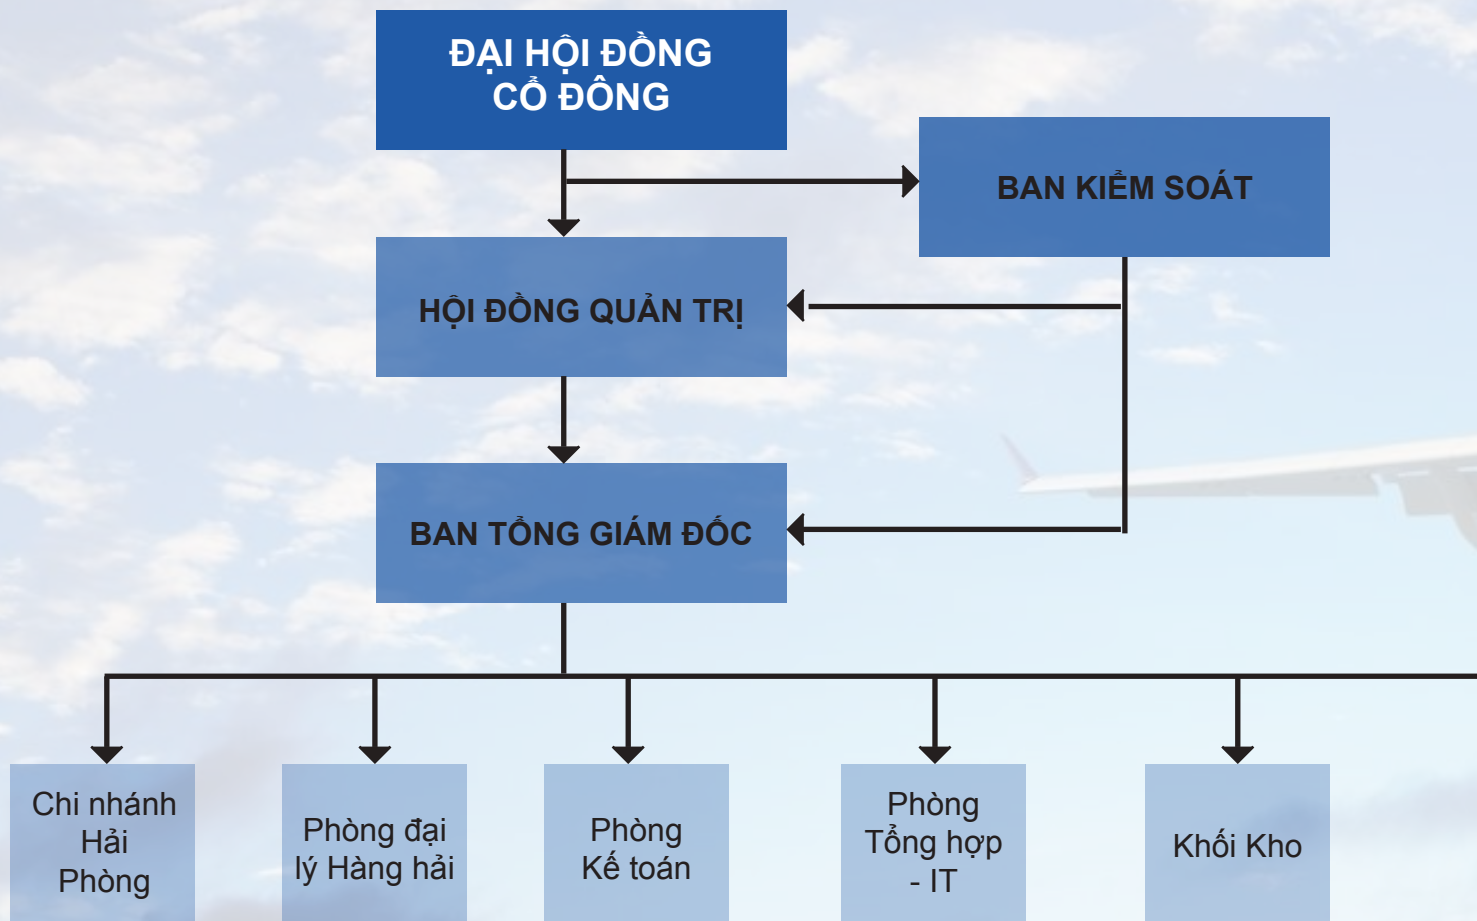 ĐẠI HỘI ĐỒNG
CỔ ĐÔNG
BAN KIỂM SOÁT
HỘI ĐỒNG QUẢN TRỊ
BAN TỔNG GIÁM ĐỐC
Chi nhánh
Hải
Phòng
Phòng đại
lý Hàng hải
Phòng
Kế toán
Phòng
Tổng hợp
- IT
Khối Kho